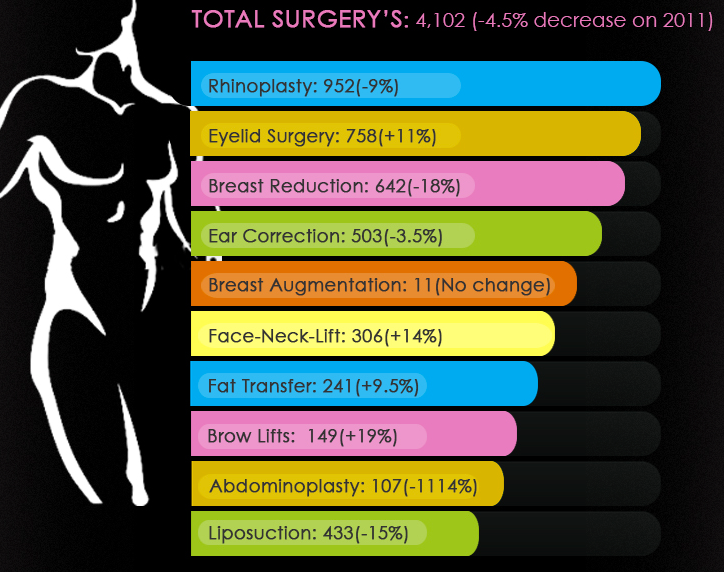 TOTAL SURGERY'S: 4,102 (-4.5% decrease on 2011)
Rhinoplasty: 952(-9%)
Eyelid Surgery: 758(+11%)
Breast Reduction: 642(-18%)
Ear Correction: 503(-3.5%)
Breast Augmentation: 11(No change)
Face-Neck-Lift: 306(+14%)
Fat Transfer: 241(+9.5%)
Brow Lifts:  149(+19%)
Abdominoplasty: 107(-1114%)
Liposuction: 433(-15%)